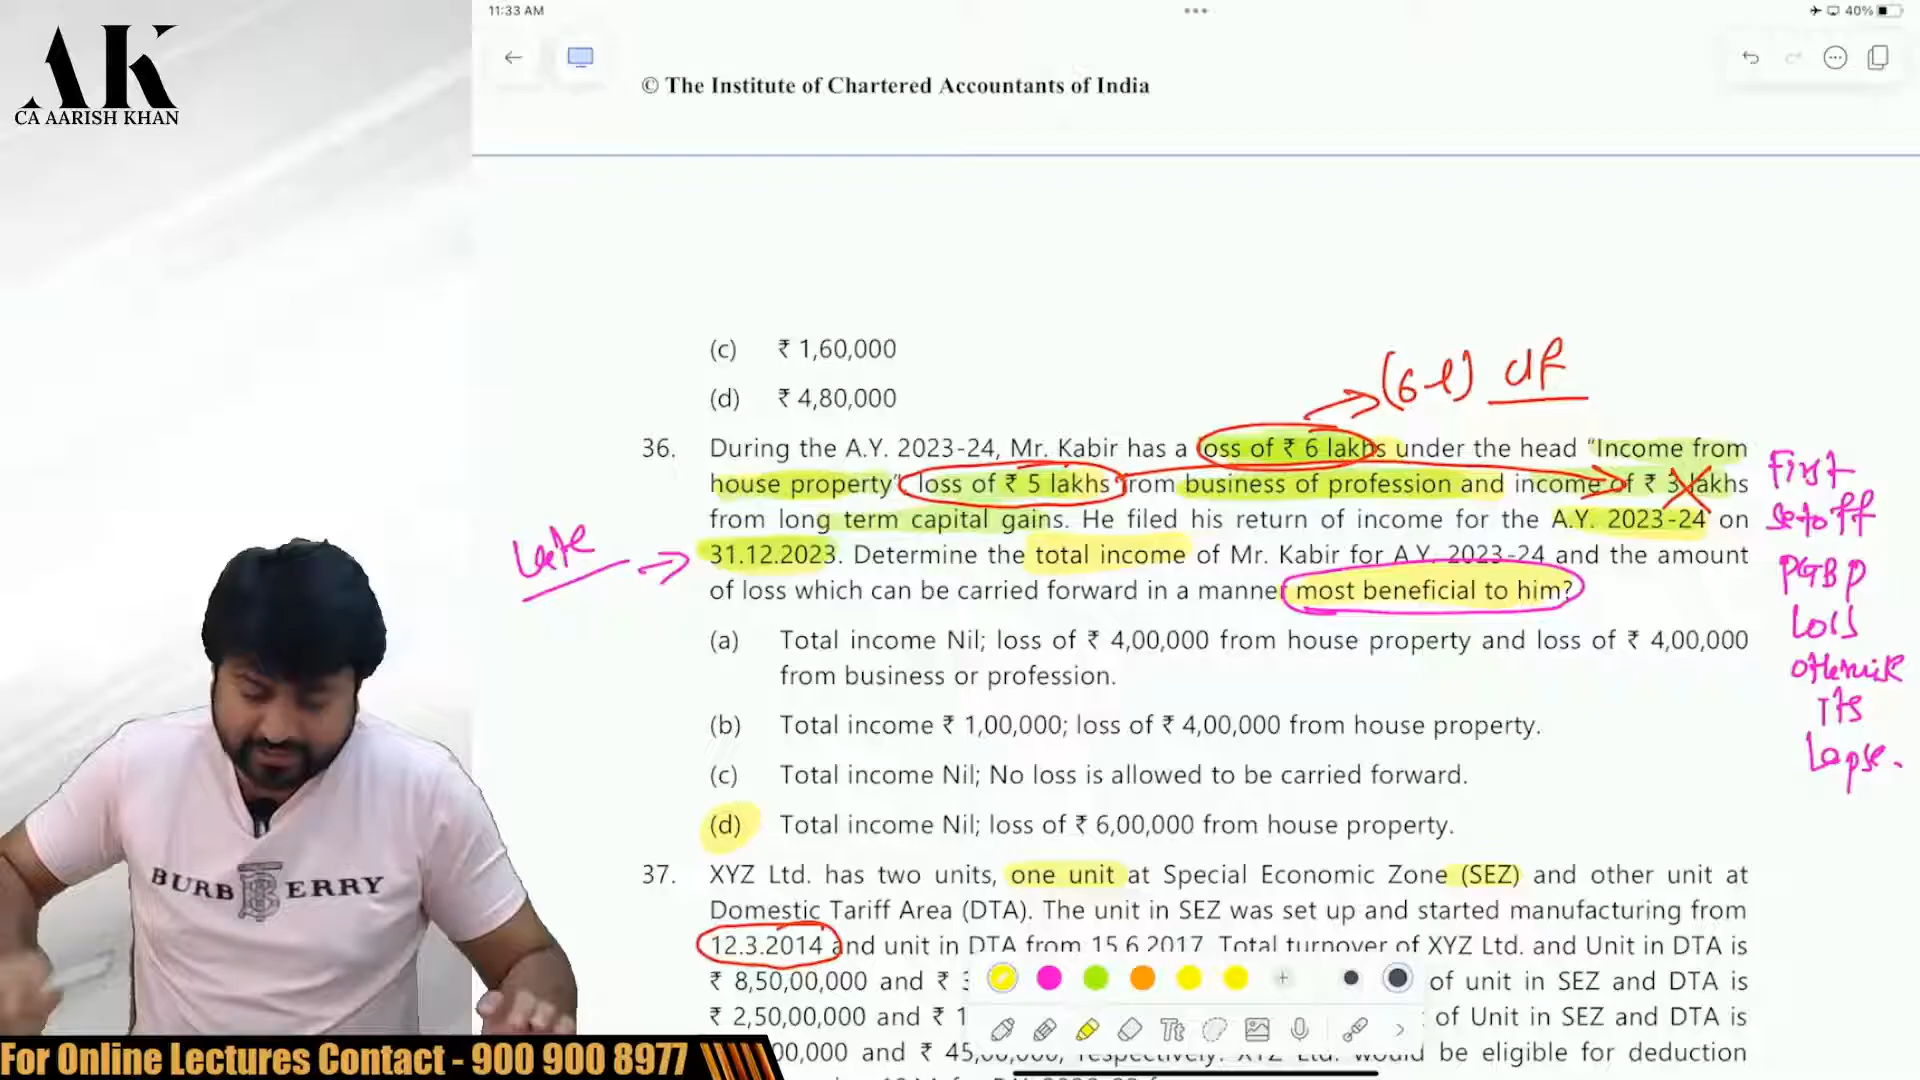 11:33 AM
40%
AK
CA AARISH KHAN
© The Institute of Chartered Accountants of India
(c) ₹ 1,60,000
(d) ₹ 4,80,000
(6-l) c/f
36. During the A.Y. 2023-24, Mr. Kabir has a loss of ₹ 6 lakhs under the head “Income from
house property”, loss of ₹ 5 lakhs from business of profession and income of ₹ 3 lakhs
from long term capital gains. He filed his return of income for the A.Y. 2023-24 on
31.12.2023. Determine the total income of Mr. Kabir for A.Y. 2023-24 and the amount
of loss which can be carried forward in a manner most beneficial to him?
Late
First
setoff
PGBP
Loss
otherwise
Its
Lapse.
(a) Total income Nil; loss of ₹ 4,00,000 from house property and loss of ₹ 4,00,000
from business or profession.
(b) Total income ₹ 1,00,000; loss of ₹ 4,00,000 from house property.
(c) Total income Nil; No loss is allowed to be carried forward.
(d) Total income Nil; loss of ₹ 6,00,000 from house property.
37. XYZ Ltd. has two units, one unit at Special Economic Zone (SEZ) and other unit at
Domestic Tariff Area (DTA). The unit in SEZ was set up and started manufacturing from
12.3.2014 and unit in DTA from 15.6.2017. Total turnover of XYZ Ltd. and Unit in DTA is
₹ 8,50,00,000 and ₹ 3 of unit in SEZ and DTA is
₹ 2,50,00,000 and ₹ 1 of Unit in SEZ and DTA is
00,000 and ₹ 45,00,000, respectively. XYZ Ltd. would be eligible for deduction
Tt
BURBERRY
For Online Lectures Contact - 900 900 8977